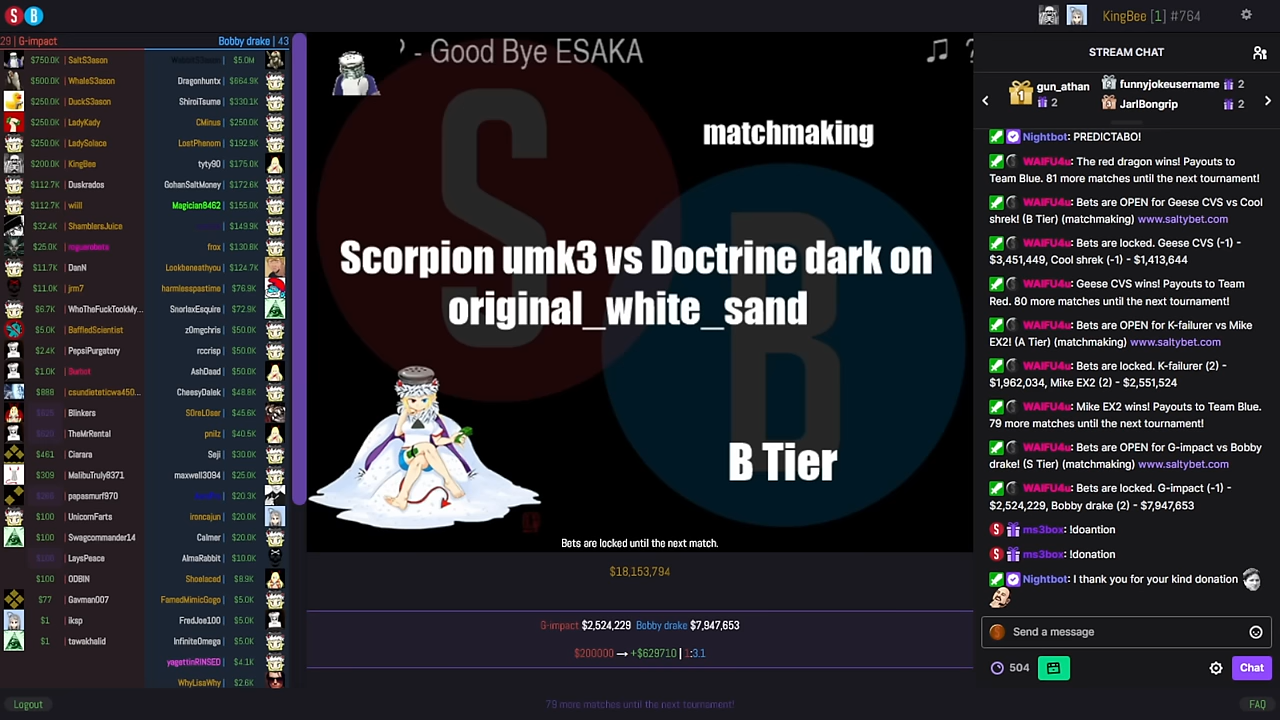 S B
KingBee [1] #764
29 | G-impact
Bobby drake | 43
$750.0K | SaltS3ason
$5.0M
$500.0K | WhaleS3ason
Dragonhuntx | $664.9K
$250.0K | DuckS3ason
ShiroiTsume | $330.1K
$250.0K | LadyKady
CMinus | $250.0K
$250.0K | LadySolace
LostPhenom | $192.9K
$200.0K | KingBee
tyty90 | $175.0K
$112.7K | Duskrados
GohanSaltMoney | $172.6K
$112.7K | wiil!
Magician8462 | $155.0K
$32.4K | ShamblersJuice
| $149.9K
$25.0K |
frox | $130.8K
$11.7K | DanN
Lookbeneathyou | $124.7K
$11.0K | jrm7
harmlesspastime | $76.9K
$6.7K | WhoTheFuckTookMy...
SnorlaxEsquire | $72.9K
$5.0K | BaffledScientist
z0mgchris | $50.0K
$2.4K | PepsiPurgatory
rccrisp | $50.0K
$1.0K |
AshDaad | $50.0K
$888 | csundieteticwa450...
CheesyDalek | $48.8K
| Blinkers
S0reL0ser | $45.6K
| TheMrRental
pnilz | $40.5K
$461 | Ciarara
Seji | $30.0K
$309 | MalibuTruly8371
maxwell3094 | $25.0K
| papasmurf970
| $20.3K
$100 | UnicornFarts
ironcajun | $20.0K
$100 | Swagcommander14
Calmer | $20.0K
| LaysPeace
AlmaRabbit | $10.0K
$100 | ODBIN
Shoelaced | $8.9K
$77 | Gavman007
FamedMimicGogo | $5.0K
$1 | iksp
FredJoe100 | $5.0K
$1 | tawakhalid
InfiniteOmega | $5.0K
yagottinRINSED | $4.1K
WhyLisaWhy | $2.6K
Logout
? - Good Bye ESAKA
S B
matchmaking
Scorpion umk3 vs Doctrine dark on
original_white_sand
B Tier
Bets are locked until the next match.
$18,153,794
G-impact $2,524,229 Bobby drake $7,947,653
$200000 → +$629710 | 1:3.1
79 more matches until the next tournament!
STREAM CHAT
1 gun_athan
2
funnyjokeusername 2
JarlBongrip 2
Nightbot: PREDICTABO!
WAIFU4u: The red dragon wins! Payouts to
Team Blue. 81 more matches until the next tournament!
WAIFU4u: Bets are OPEN for Geese CVS vs Cool
shrek! (B Tier) (matchmaking) www.saltybet.com
WAIFU4u: Bets are locked. Geese CVS (-1) -
$3,451,449, Cool shrek (-1) - $1,413,644
WAIFU4u: Geese CVS wins! Payouts to Team
Red. 80 more matches until the next tournament!
WAIFU4u: Bets are OPEN for K-failurer vs Mike
EX2! (A Tier) (matchmaking) www.saltybet.com
WAIFU4u: Bets are locked. K-failurer (2) -
$1,962,034, Mike EX2 (2) - $2,551,524
WAIFU4u: Mike EX2 wins! Payouts to Team Blue.
79 more matches until the next tournament!
WAIFU4u: Bets are OPEN for G-impact vs Bobby
drake! (S Tier) (matchmaking) www.saltybet.com
WAIFU4u: Bets are locked. G-impact (-1) -
$2,524,229, Bobby drake (2) - $7,947,653
ms3box: !doantion
ms3box: !donation
Nightbot: I thank you for your kind donation
Send a message
504
Chat
FAQ